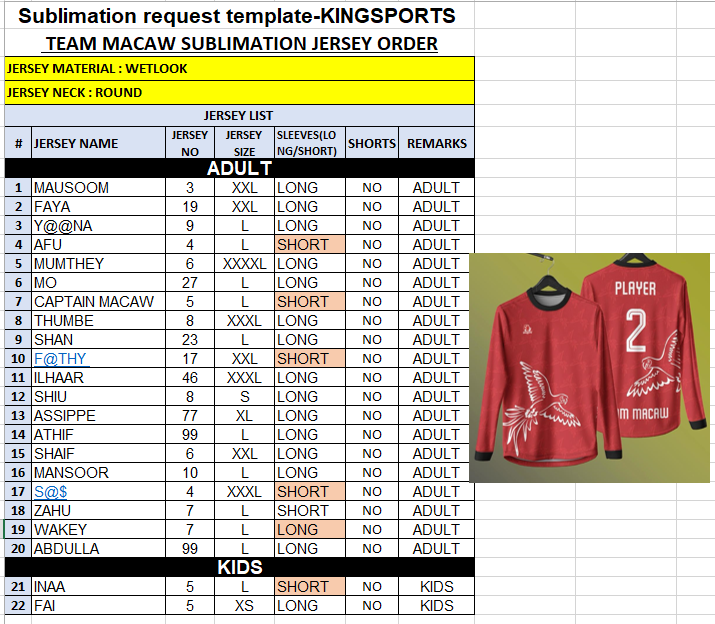 Sublimation request template-KINGSPORTS
TEAM MACAW SUBLIMATION JERSEY ORDER
JERSEY MATERIAL : WETLOOK
JERSEY NECK : ROUND
JERSEY LIST
# JERSEY NAME JERSEY NO JERSEY SIZE SLEEVES(LONG/SHORT) SHORTS REMARKS
ADULT
1 MAUSOOM 3 XXL LONG NO ADULT
2 FAYA 19 XXL LONG NO ADULT
3 Y@@NA 9 L LONG NO ADULT
4 AFU 4 L SHORT NO ADULT
5 MUMTHEY 6 XXXXL LONG NO ADULT
6 MO 27 L LONG NO ADULT
7 CAPTAIN MACAW 5 L SHORT NO ADULT
8 THUMBE 8 XXXL LONG NO ADULT
9 SHAN 23 L LONG NO ADULT
10 F@THY 17 XXL SHORT NO ADULT
11 ILHAAR 46 XXXL LONG NO ADULT
12 SHIU 8 S LONG NO ADULT
13 ASSIPPE 77 XL LONG NO ADULT
14 ATHIF 99 L LONG NO ADULT
15 SHAIF 6 XXL LONG NO ADULT
16 MANSOOR 10 L LONG NO ADULT
17 S@$ 4 XXXL SHORT NO ADULT
18 ZAHU 7 L SHORT NO ADULT
19 WAKEY 7 L LONG NO ADULT
20 ABDULLA 99 L LONG NO ADULT
KIDS
21 INAA 5 L SHORT NO KIDS
22 FAI 5 XS LONG NO KIDS
PLAYER
2
M MACAW